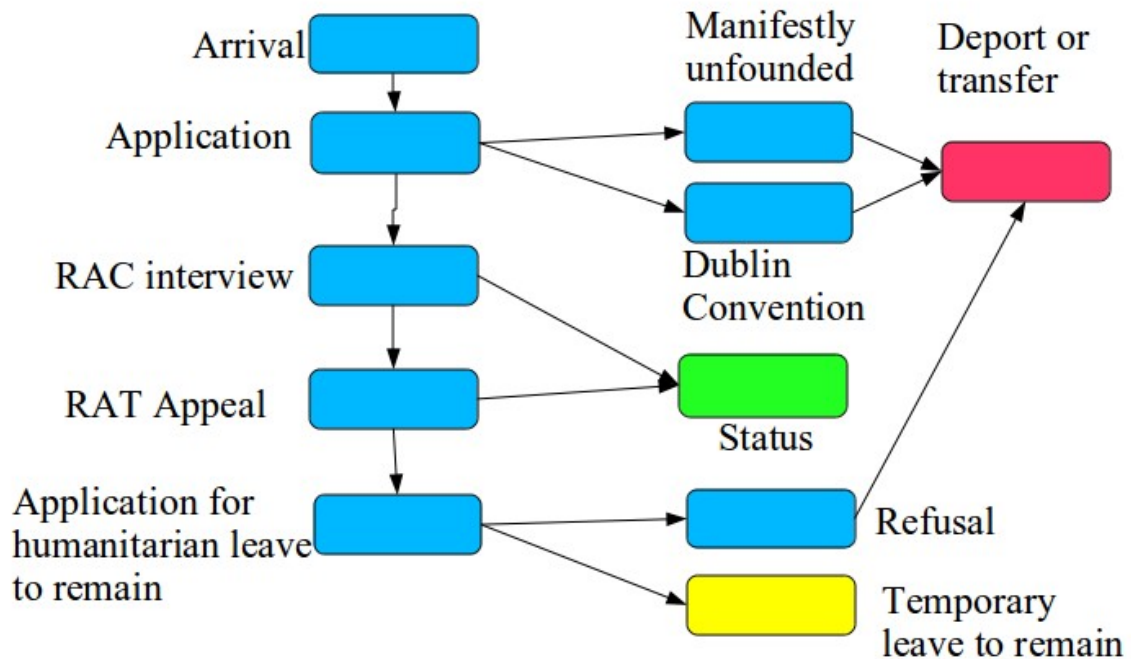 Arrival
Manifestly
unfounded
Deport or
transfer
Application
RAC interview
Dublin
Convention
RAT Appeal
Status
Application for
humanitarian leave
to remain
Refusal
Temporary
leave to remain